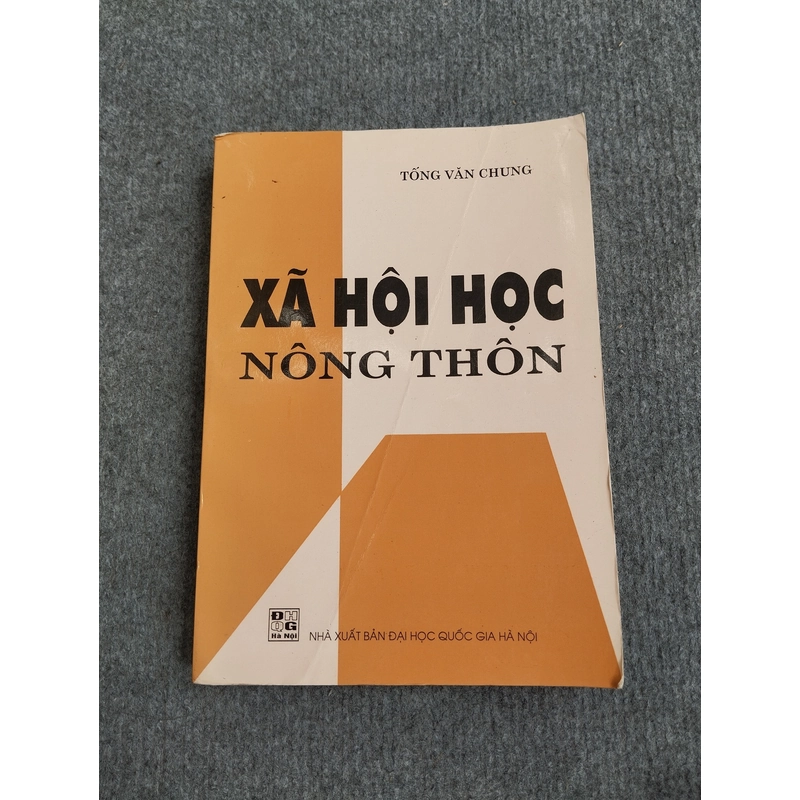 TỐNG VĂN CHUNG
XÃ HỘI HỌC
NÔNG THÔN
ĐH
QG
Hà Nội
NHÀ XUẤT BẢN ĐẠI HỌC QUỐC GIA HÀ NỘI